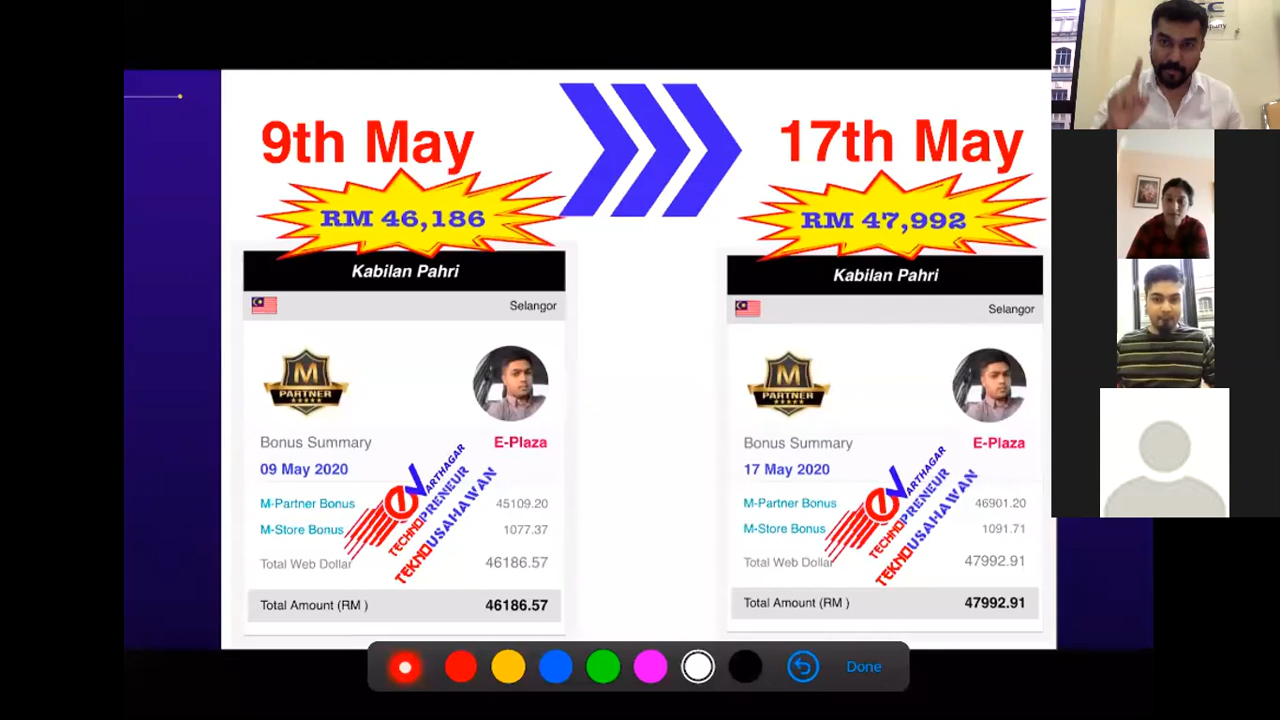 9th May
17th May
RM 46,186
RM 47,992
Kabilan Pahri
Selangor
M
PARTNER
Bonus Summary
E-Plaza
09 May 2020
M-Partner Bonus
45109.20
M-Store Bonus
1077.37
Total Web Dollar
46186.57
Total Amount (RM )
46186.57
eV
ARTHAGAR
TECHNOPRENEUR
TEKNOUSAHAWAN
Kabilan Pahri
Selangor
M
PARTNER
Bonus Summary
E-Plaza
17 May 2020
M-Partner Bonus
46901.20
M-Store Bonus
1091.71
Total Web Dollar
47992.91
Total Amount (RM )
47992.91
eV
ARTHAGAR
TECHNOPRENEUR
TEKNOUSAHAWAN
Done